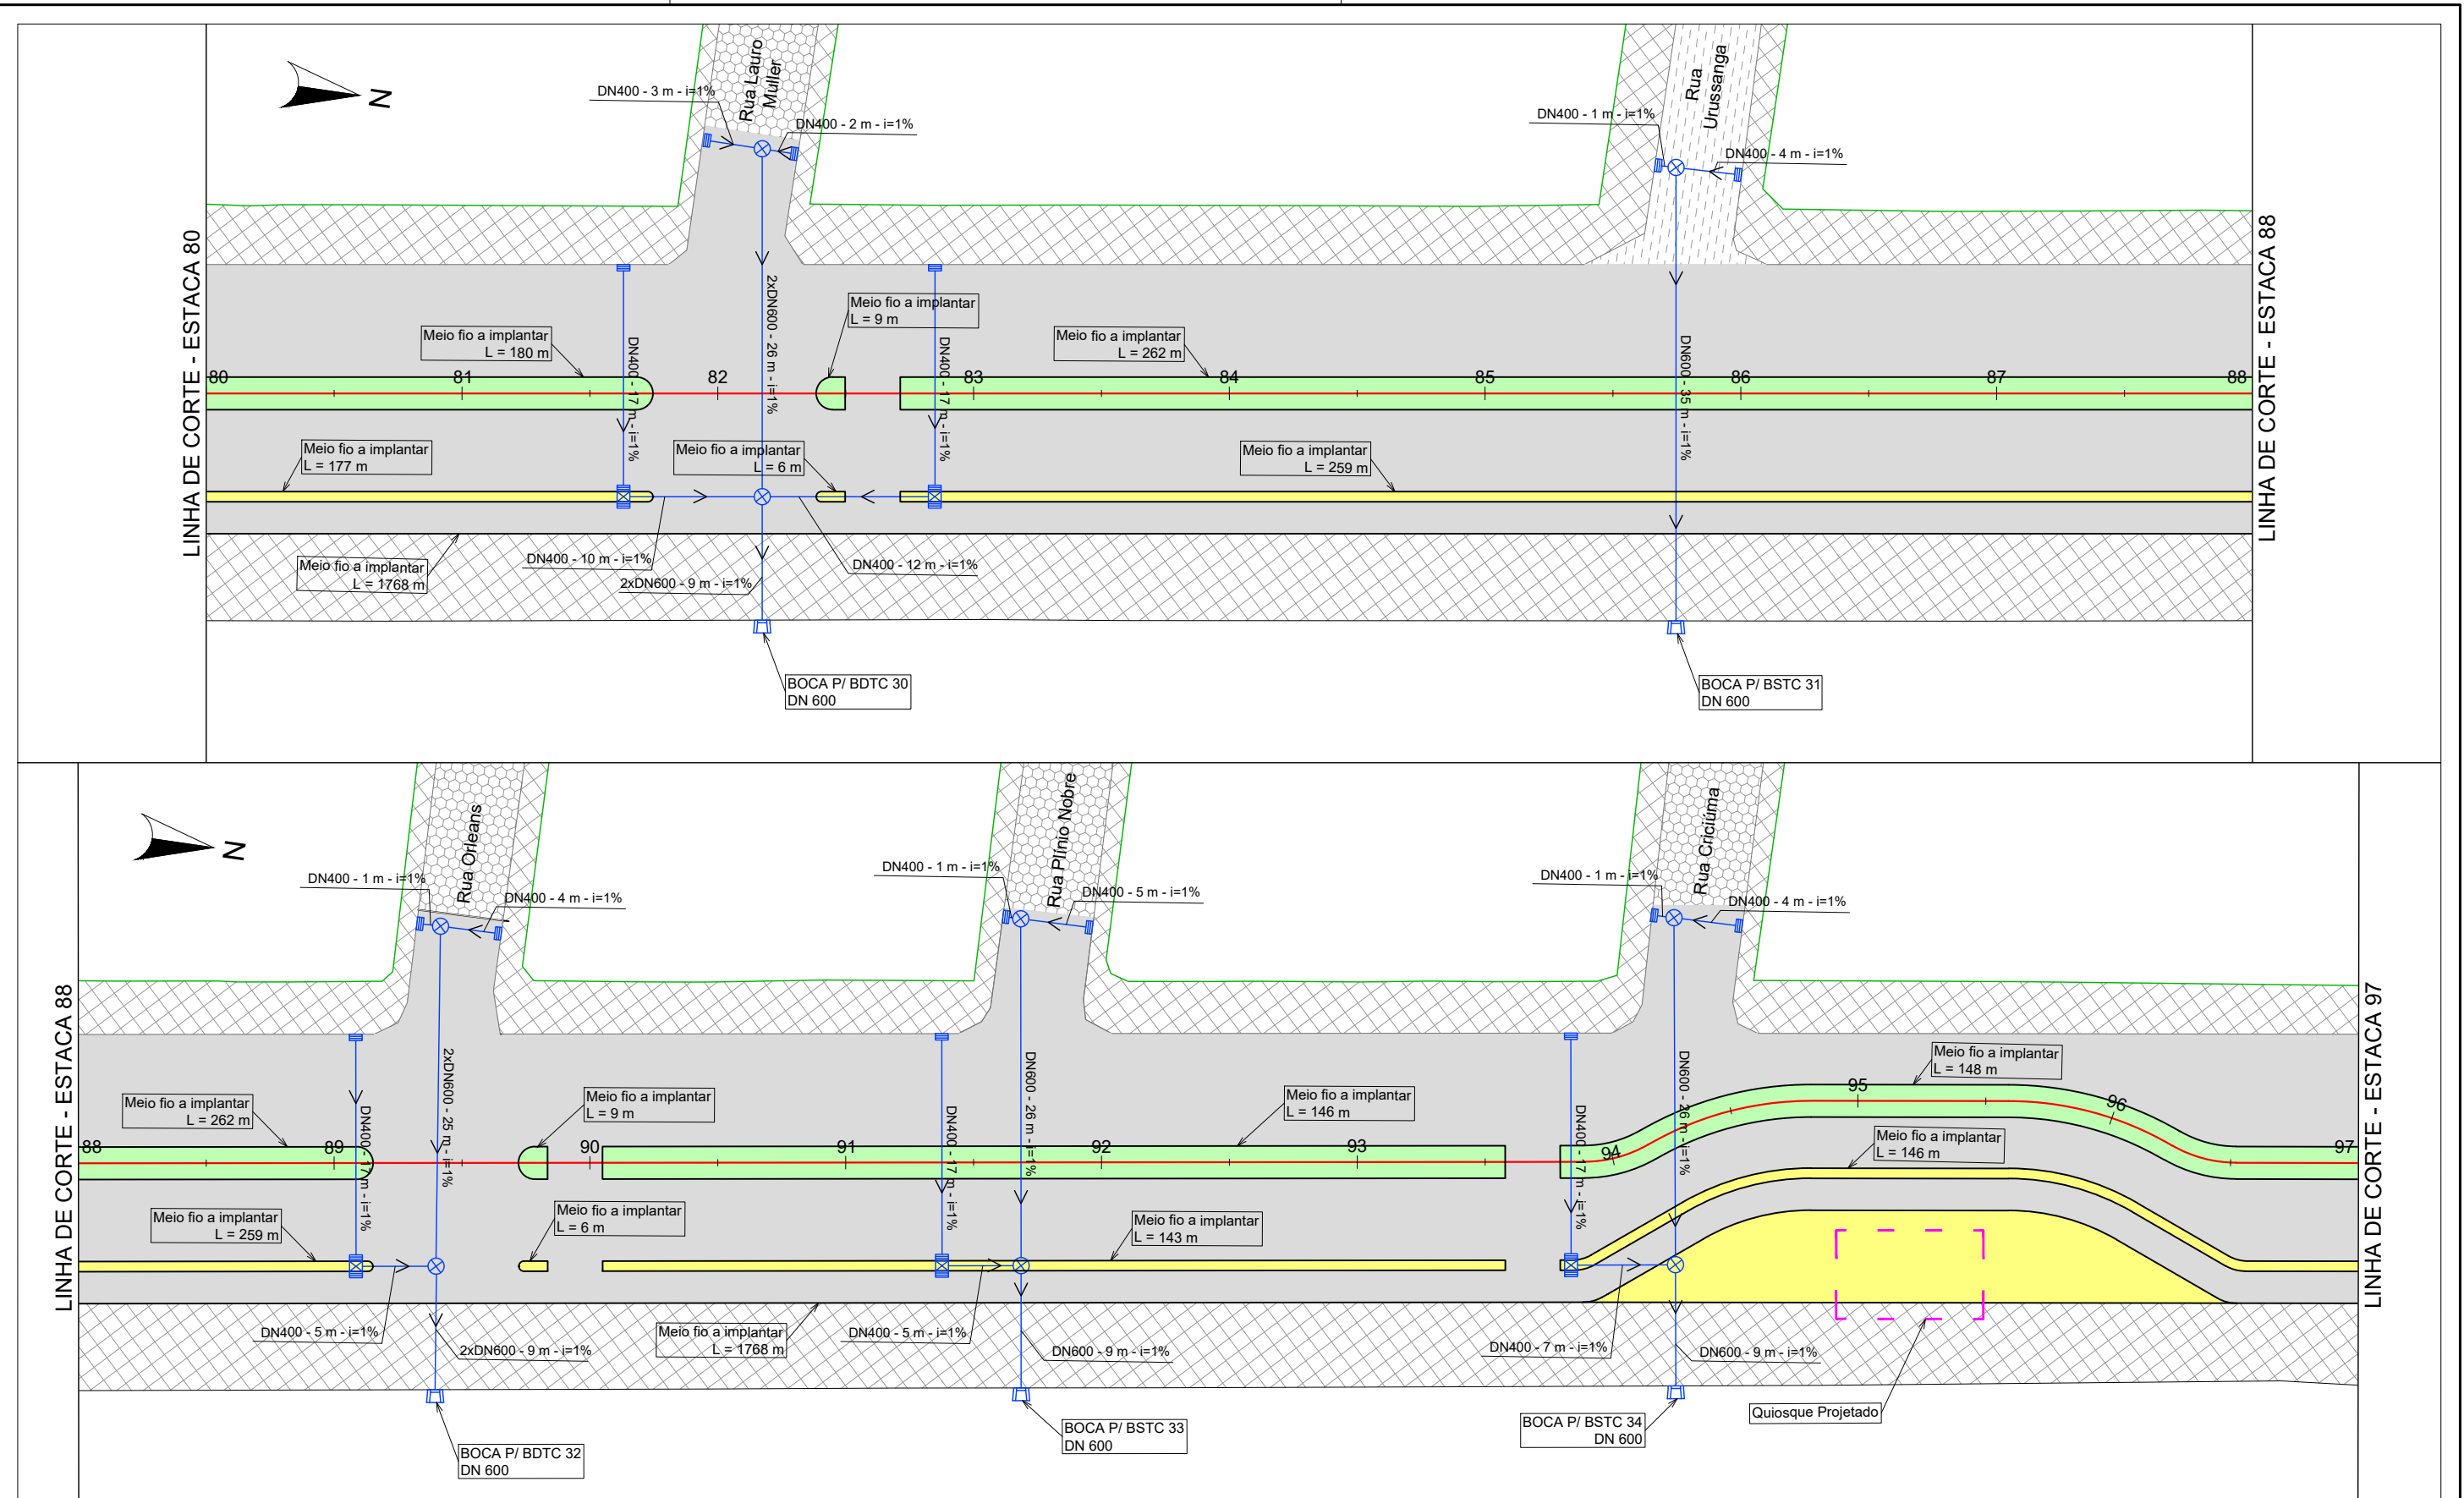 LINHA DE CORTE - ESTACA 80
N
Rua Lauro
Muller
DN400 - 3 m - i=1%
DN400 - 2 m - i=1%
Rua
Urussanga
DN400 - 1 m - i=1%
DN400 - 4 m - i=1%
LINHA DE CORTE - ESTACA 88
Meio fio a implantar
L = 180 m
DN400 - 17 m - i=1%
2xDN600 - 26 m - i=1%
Meio fio a implantar
L = 9 m
DN400 - 17 m - i=1%
Meio fio a implantar
L = 262 m
DN600 - 35 m - i=1%
80
81
82
83
84
85
86
87
88
Meio fio a implantar
L = 177 m
Meio fio a implantar
L = 6 m
Meio fio a implantar
L = 259 m
Meio fio a implantar
L = 1768 m
DN400 - 10 m - i=1%
2xDN600 - 9 m - i=1%
DN400 - 12 m - i=1%
BOCA P/ BDTC 30
DN 600
BOCA P/ BSTC 31
DN 600
LINHA DE CORTE - ESTACA 88
N
Rua Orleans
DN400 - 1 m - i=1%
DN400 - 4 m - i=1%
Rua Plínio Nobre
DN400 - 1 m - i=1%
DN400 - 5 m - i=1%
Rua Criciúma
DN400 - 1 m - i=1%
DN400 - 4 m - i=1%
LINHA DE CORTE - ESTACA 97
Meio fio a implantar
L = 262 m
DN400 - 17 m - i=1%
2xDN600 - 25 m - i=1%
Meio fio a implantar
L = 9 m
DN400 - 17 m - i=1%
DN600 - 26 m - i=1%
Meio fio a implantar
L = 146 m
DN400 - 17 m - i=1%
DN600 - 26 m - i=1%
Meio fio a implantar
L = 148 m
88
89
90
91
92
93
94
95
96
97
Meio fio a implantar
L = 146 m
Meio fio a implantar
L = 259 m
Meio fio a implantar
L = 6 m
Meio fio a implantar
L = 143 m
DN400 - 5 m - i=1%
2xDN600 - 9 m - i=1%
Meio fio a implantar
L = 1768 m
DN400 - 5 m - i=1%
DN600 - 9 m - i=1%
DN400 - 7 m - i=1%
DN600 - 9 m - i=1%
Quiosque Projetado
BOCA P/ BDTC 32
DN 600
BOCA P/ BSTC 33
DN 600
BOCA P/ BSTC 34
DN 600